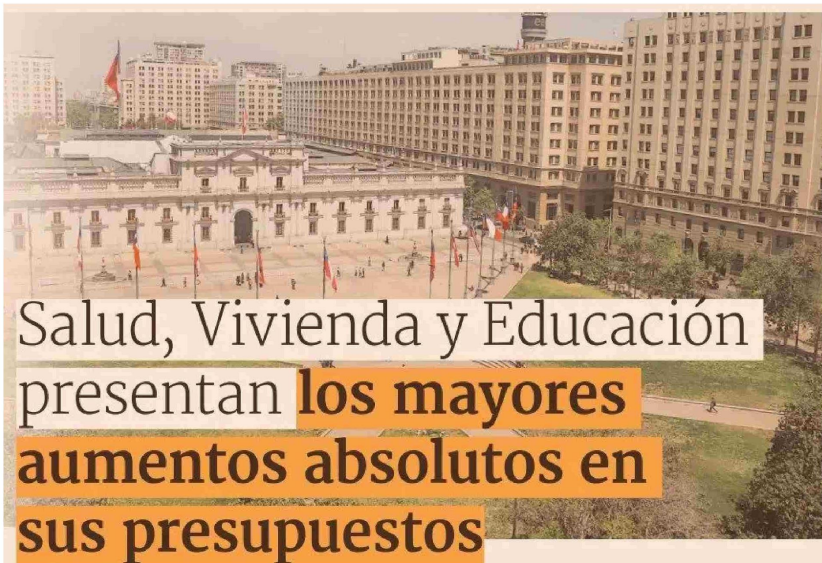 Salud, Vivienda y Educación
presentan los mayores
aumentos absolutos en
sus presupuestos